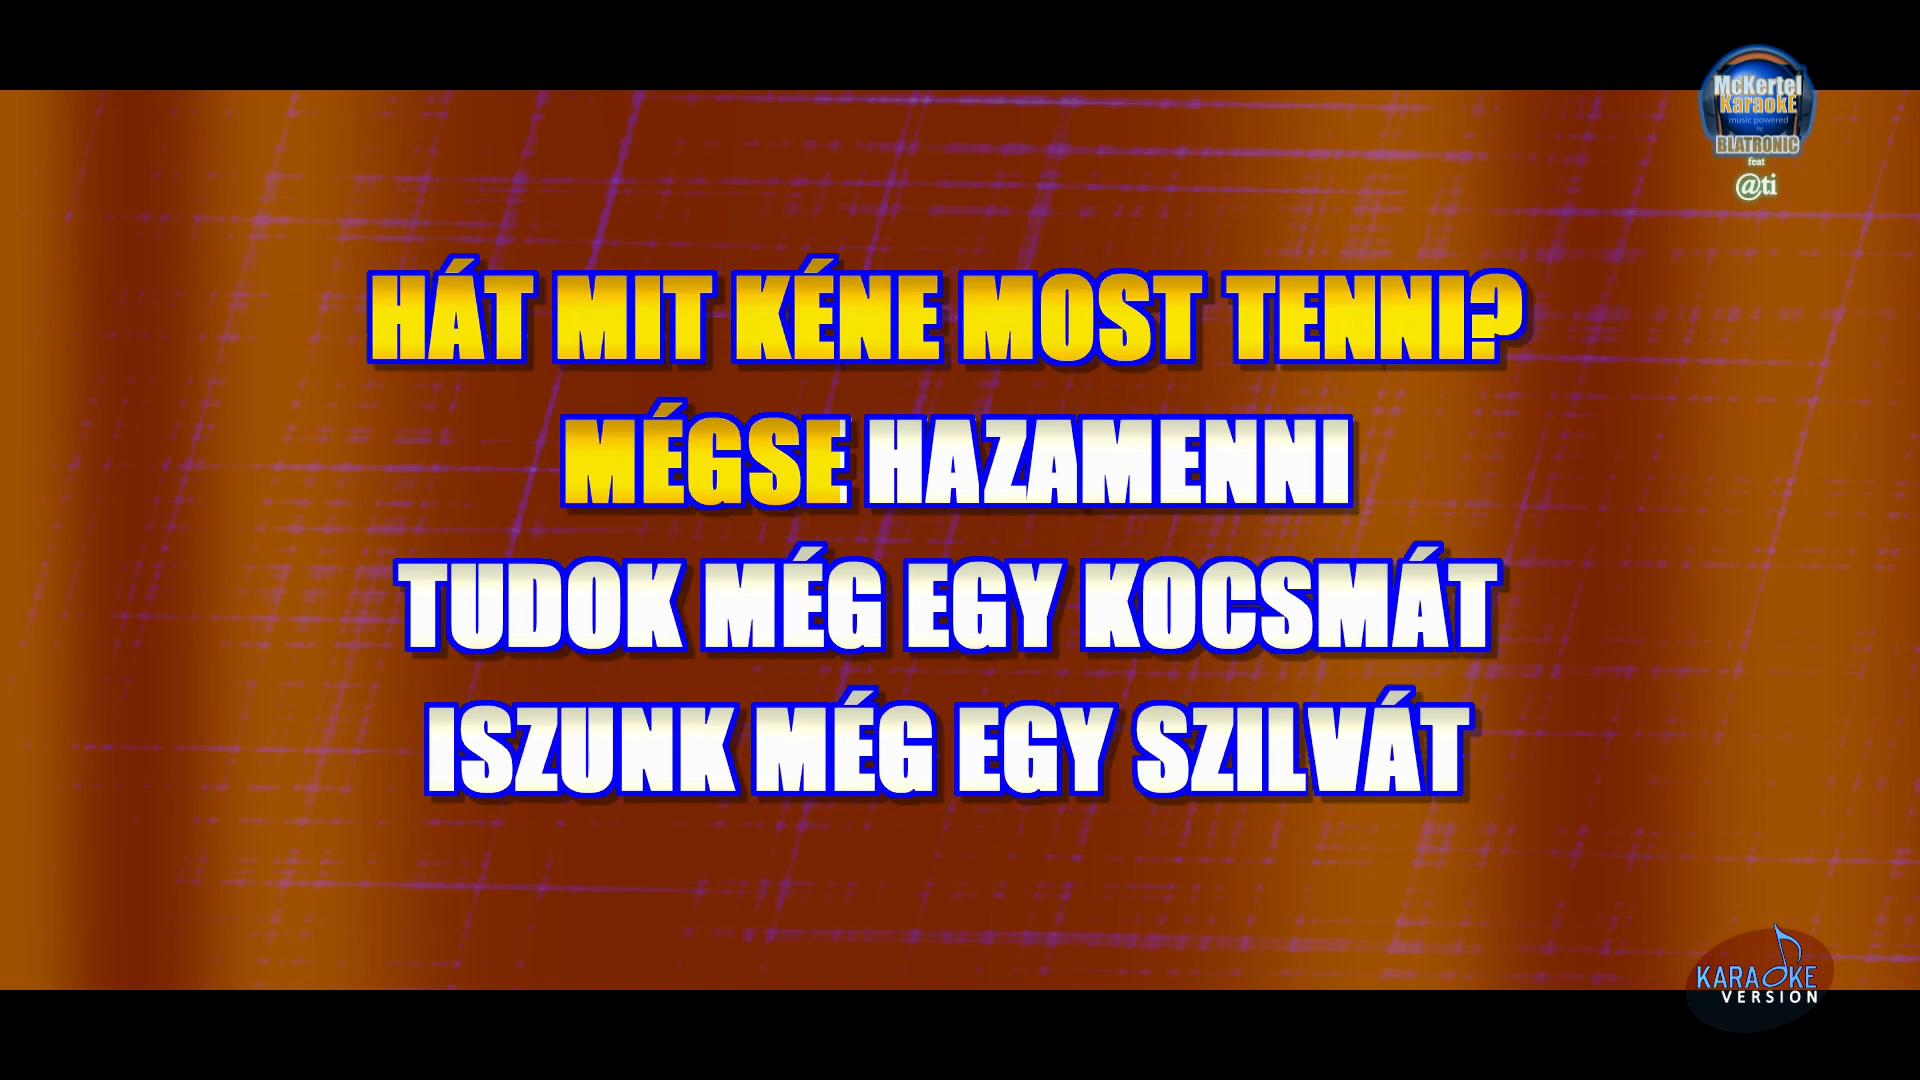 McKertel
KaraokE
music powered
by
BLATRONIC
feat
@ti
HÁT MIT KÉNE MOST TENNI?
MÉGSE HAZAMENNI
TUDOK MÉG EGY KOCSMÁT
ISZUNK MÉG EGY SZILVÁT
KARAOKE
VERSION